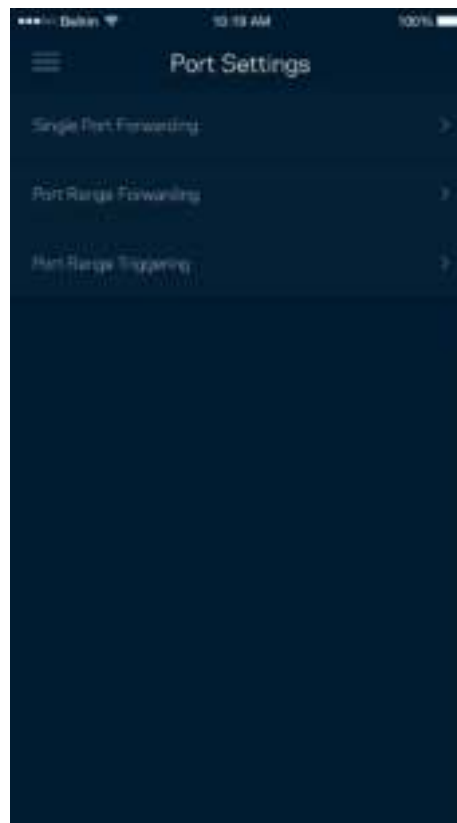 Belkin 10:19 AM 100%
Port Settings
Single Port Forwarding
Port Range Forwarding
Port Range Triggering